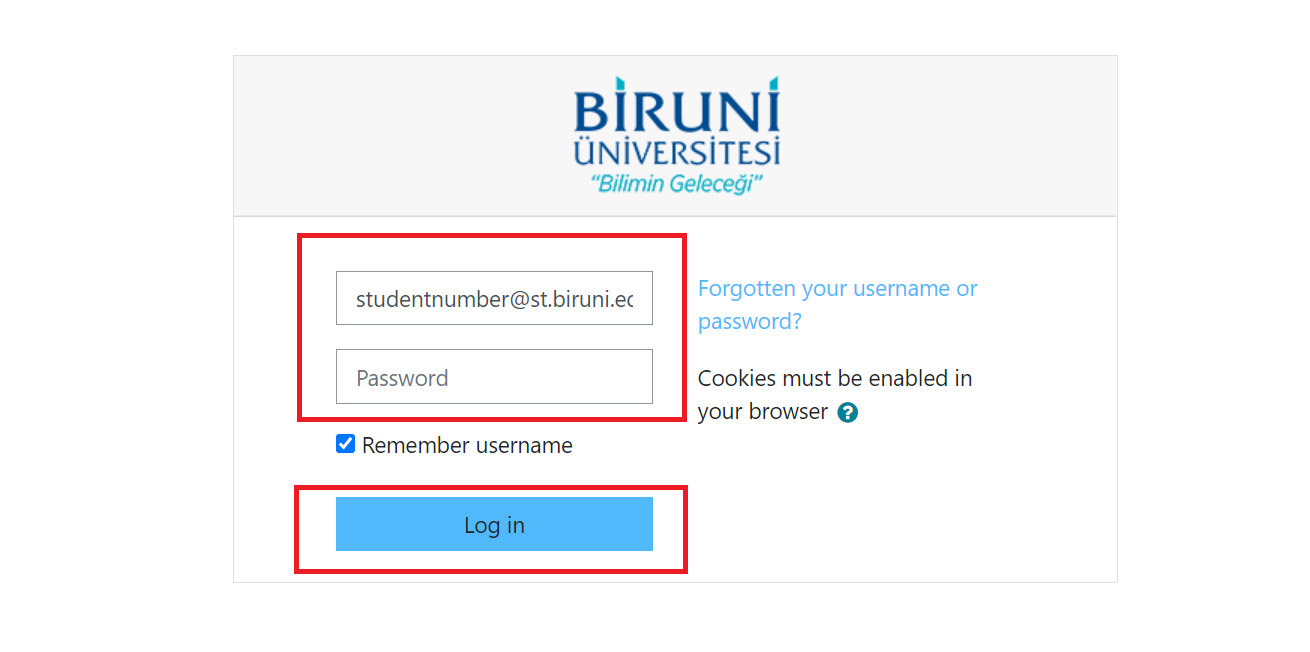 BİRUNİ
ÜNİVERSİTESİ
“Bilimin Geleceği”
studentnumber@st.biruni.ec
Forgotten your username or
password?
Password
Cookies must be enabled in
your browser ?
Remember username
Log in